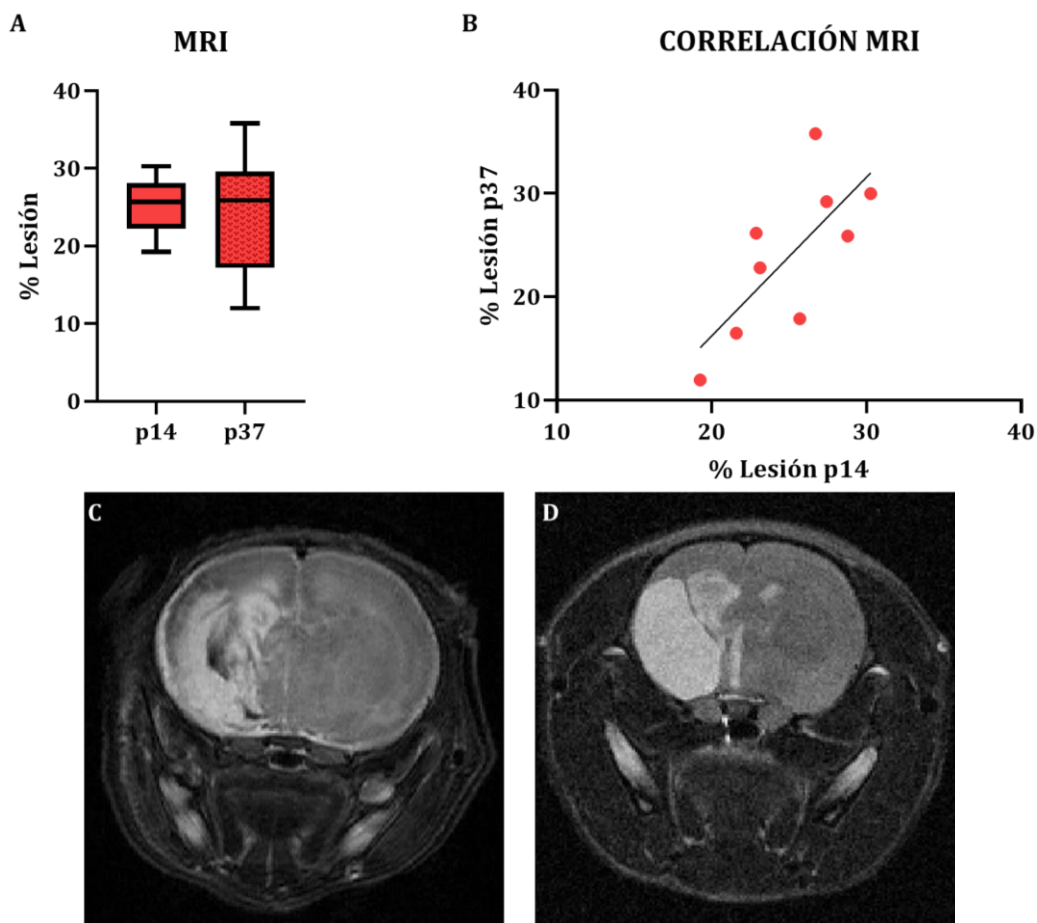 A
MRI
% Lesión
40
30
20
10
0
p14
p37
B
CORRELACIÓN MRI
% Lesión p37
40
30
20
10
10
20
30
40
% Lesión p14
C
D